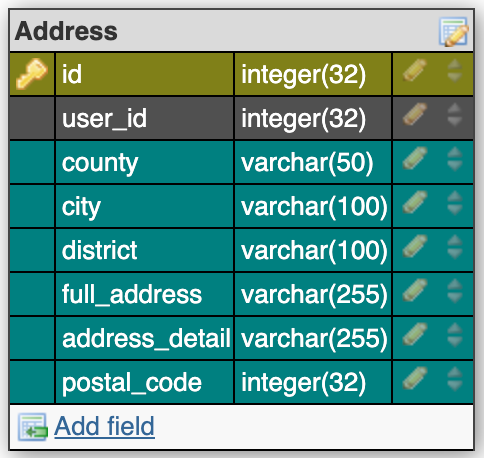 Address
id integer(32)
user_id integer(32)
county varchar(50)
city varchar(100)
district varchar(100)
full_address varchar(255)
address_detail varchar(255)
postal_code integer(32)
Add field